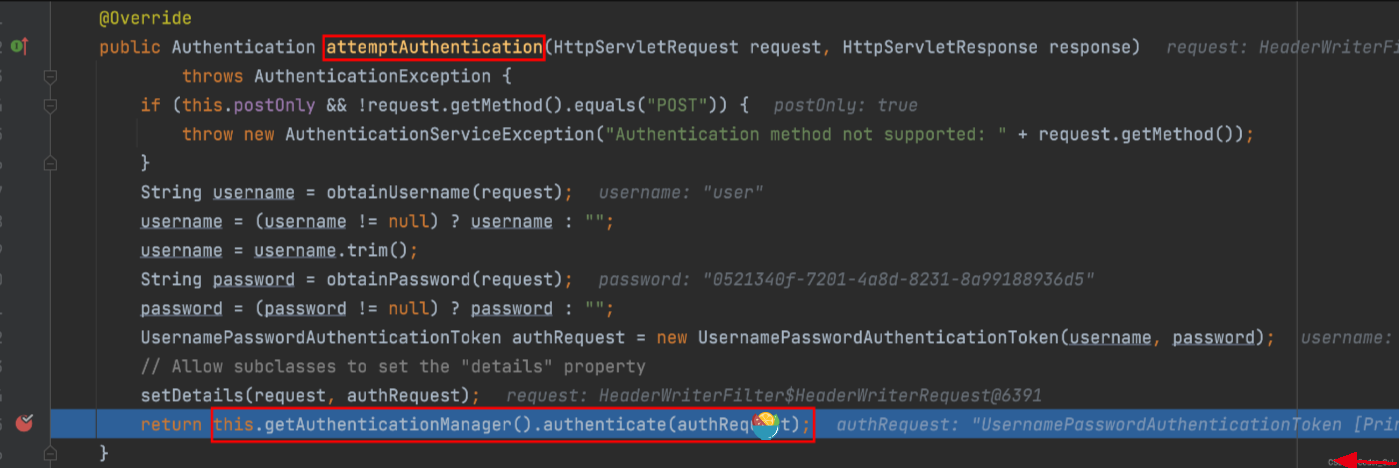 @Override
public Authentication attemptAuthentication(HttpServletRequest request, HttpServletResponse response) request: HeaderWriterFi
throws AuthenticationException {
if (this.postOnly && !request.getMethod().equals("POST")) { postOnly: true
throw new AuthenticationServiceException("Authentication method not supported: " + request.getMethod());
}
String username = obtainUsername(request); username: "user"
username = (username != null) ? username : "";
username = username.trim();
String password = obtainPassword(request); password: "0521340f-7201-4a8d-8231-8a99188936d5"
password = (password != null) ? password : "";
UsernamePasswordAuthenticationToken authRequest = new UsernamePasswordAuthenticationToken(username, password); username:
// Allow subclasses to set the "details" property
setDetails(request, authRequest); request: HeaderWriterFilter$HeaderWriterRequest@6391
return this.getAuthenticationManager().authenticate(authRequest); authRequest: "UsernamePasswordAuthenticationToken [Prin
}